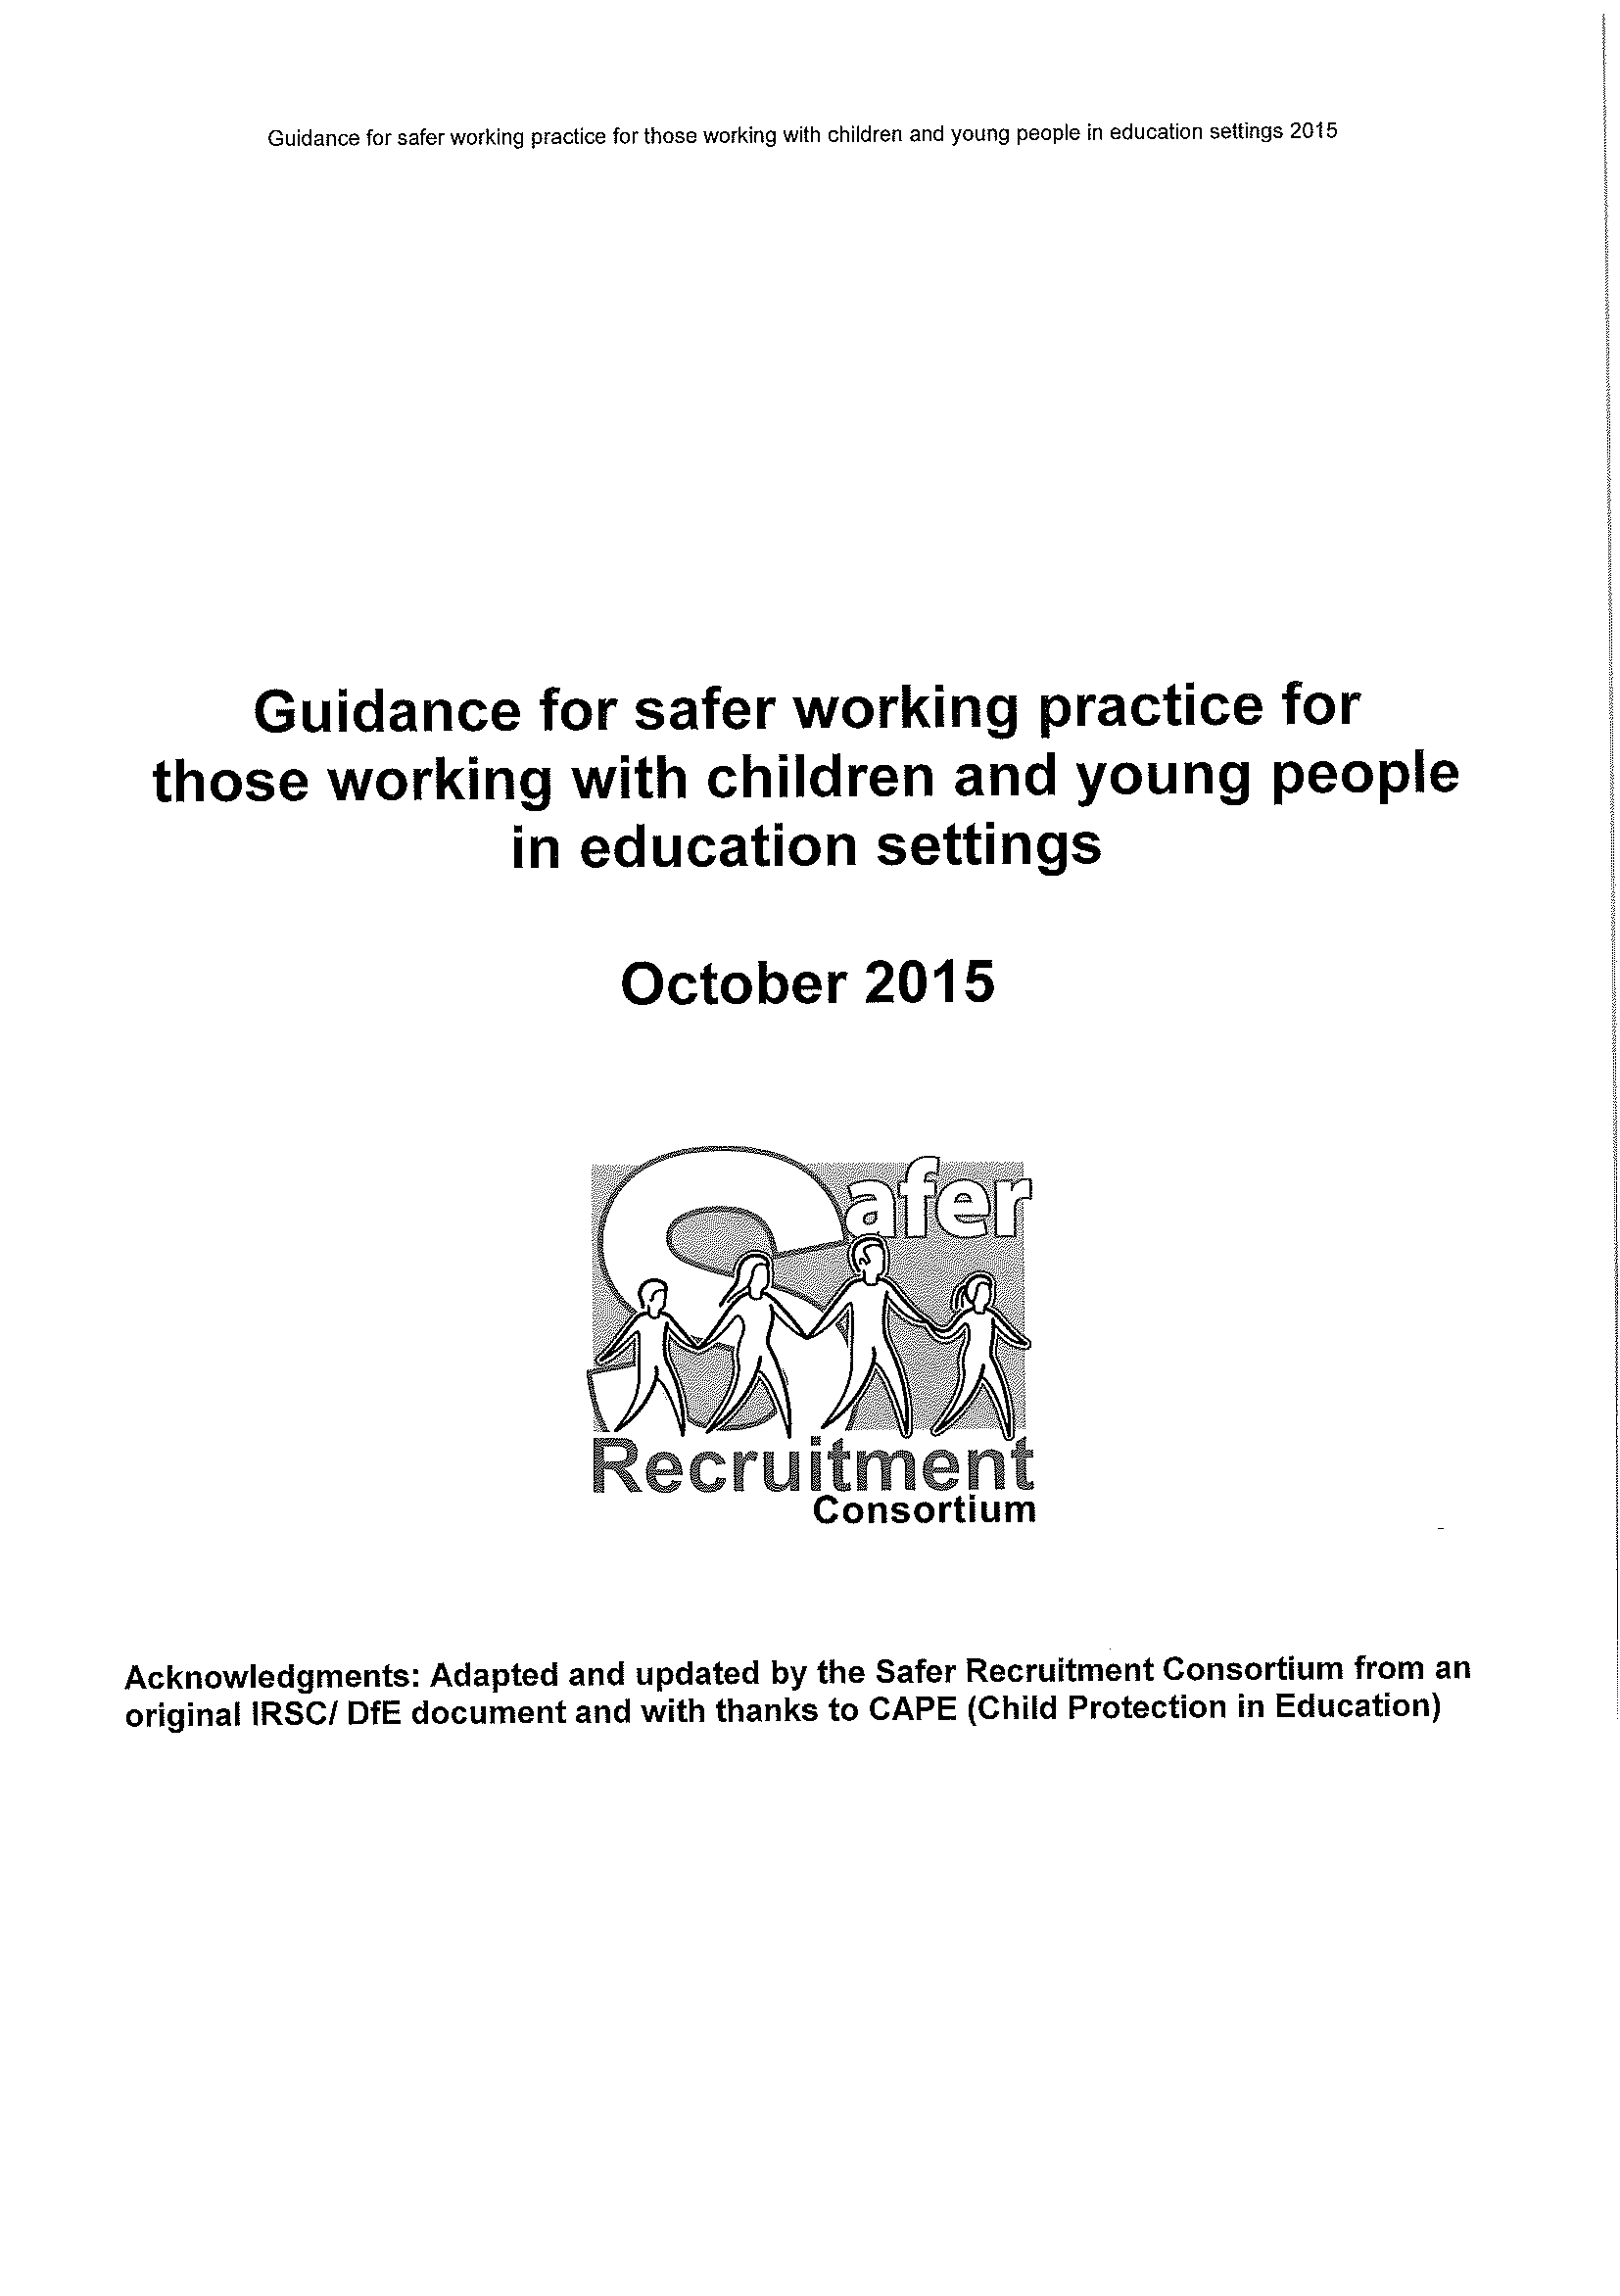 Guidance for safer working practice for those working with children and young people in education settings 2015
Guidance for safer working practice for
those working with children and young people
in education settings
October 2015
Safer
Recruitment
Consortium
Acknowledgments: Adapted and updated by the Safer Recruitment Consortium from an
original IRSC/ DfE document and with thanks to CAPE (Child Protection in Education)